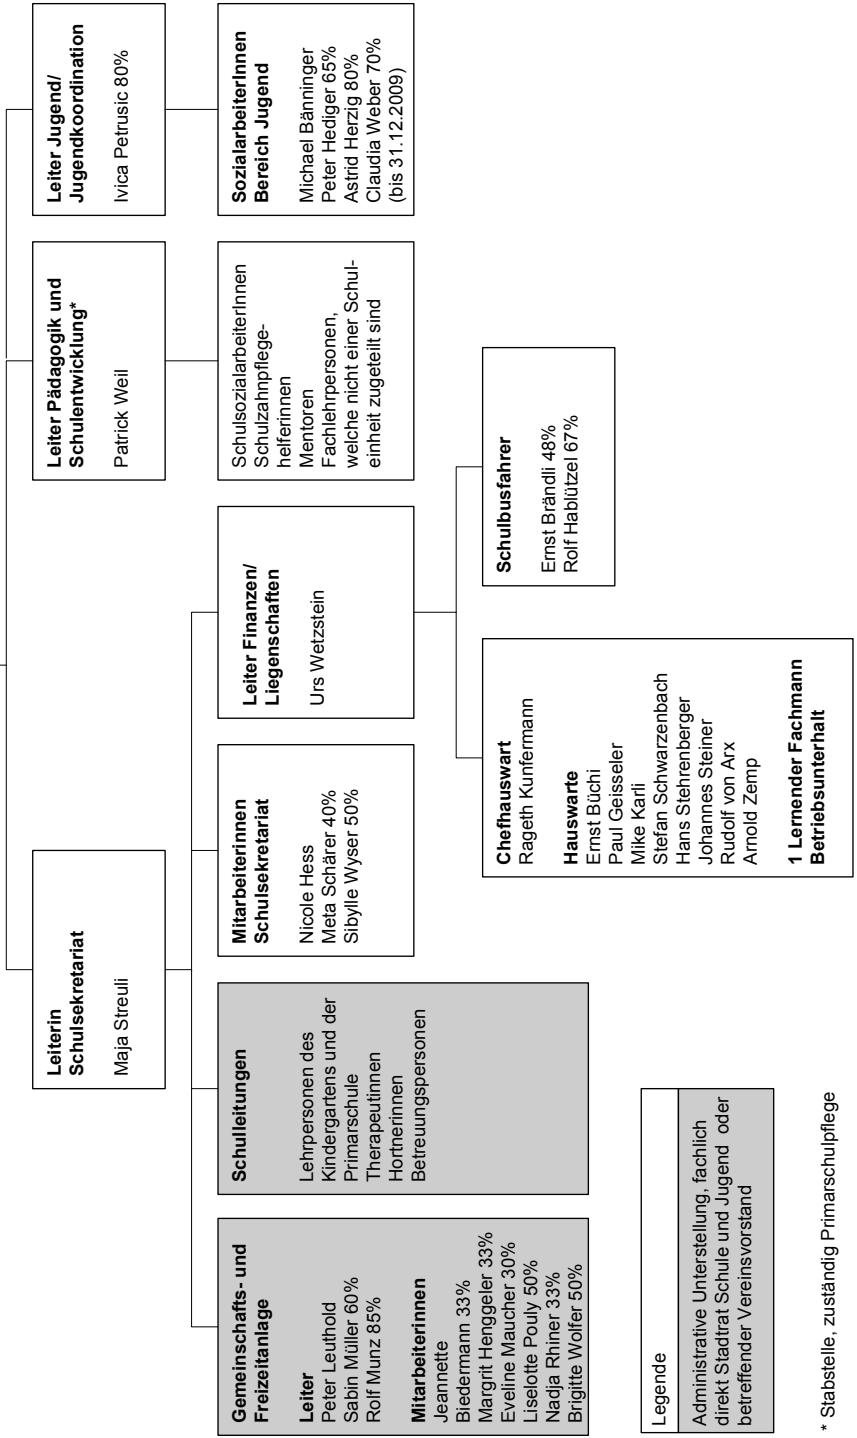 Leiterin
Schulsekretariat
Maja Streuli
Leiter Pädagogik und
Schulentwicklung*
Patrick Weil
Leiter Jugend/
Jugendkoordination
Ivica Petrusic 80%
Gemeinschafts- und
Freizeitanlage
Leiter
Peter Leuthold
Sabin Müller 60%
Rolf Munz 85%
Mitarbeiterinnen
Jeannette
Biedermann 33%
Margrit Henggeler 33%
Eveline Maucher 30%
Liselotte Pouly 50%
Nadja Rhiner 33%
Brigitte Wolfer 50%
Schulleitungen
Lehrpersonen des
Kindergartens und der
Primarschule
Therapeutinnen
Hortnerinnen
Betreuungspersonen
Mitarbeiterinnen
Schulsekretariat
Nicole Hess
Meta Schärer 40%
Sibylle Wyser 50%
Leiter Finanzen/
Liegenschaften
Urs Wetzstein
SchulsozialarbeiterInnen
Schulzahnpflege-
helferinnen
Mentoren
Fachlehrpersonen,
welche nicht einer Schul-
einheit zugeteilt sind
SozialarbeiterInnen
Bereich Jugend
Michael Bänninger
Peter Hediger 65%
Astrid Herzig 80%
Claudia Weber 70%
(bis 31.12.2009)
Chefhauswart
Rageth Kunfermann
Hauswarte
Ernst Büchi
Paul Geisseler
Mike Karli
Stefan Schwarzenbach
Hans Stehrenberger
Johannes Steiner
Rudolf von Arx
Arnold Zemp
1 Lernender Fachmann
Betriebsunterhalt
Schulbusfahrer
Ernst Brändli 48%
Rolf Hablützel 67%
Legende
Administrative Unterstellung, fachlich
direkt Stadtrat Schule und Jugend oder
betreffender Vereinsvorstand
* Stabstelle, zuständig Primarschulpflege